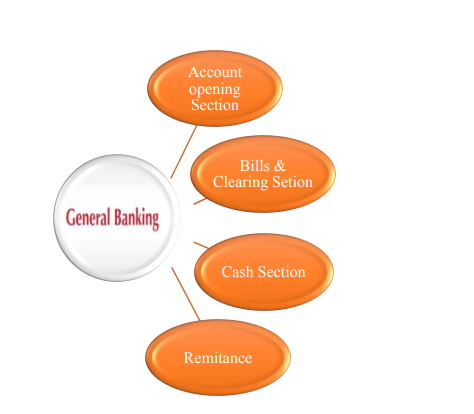 Account
opening
Section
Bills &
Clearing Setion
General Banking
Cash Section
Remitance